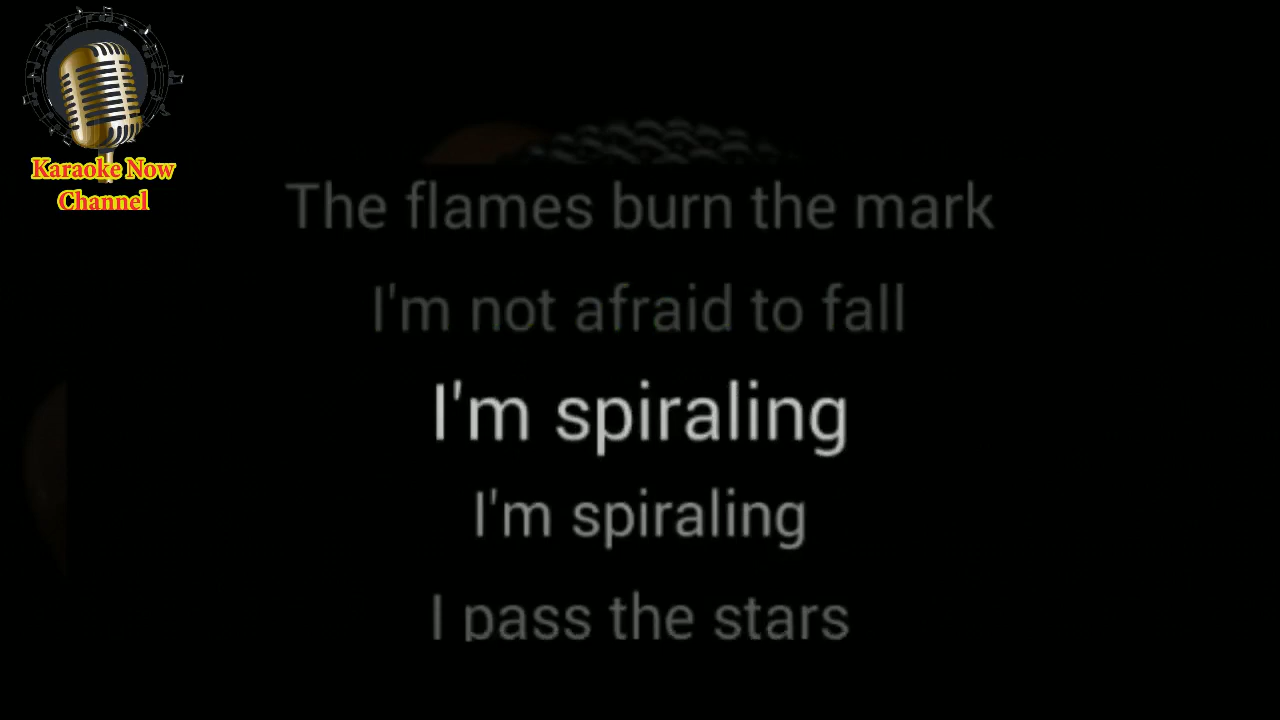 Karaoke Now
Channel
The flames burn the mark
I'm not afraid to fall
I'm spiraling
I'm spiraling
I pass the stars